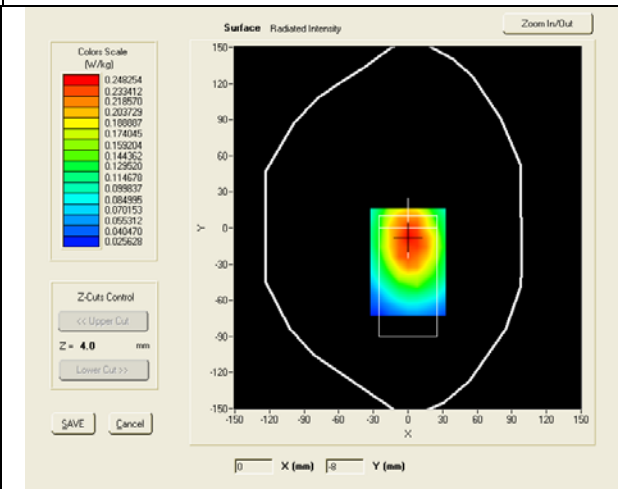 Surface Radiated Intensity
Zoom In/Out
Colors Scale
(W/kg)
0.248254
0.233412
0.218570
0.203729
0.188887
0.174045
0.159204
0.144362
0.129520
0.114678
0.099837
0.084995
0.070153
0.055312
0.040470
0.025628
Z-Cuts Control
<< Upper Cut
Z = 4.0 mm
Lower Cut >>
SAVE Cancel
150
120
90
60
30
0
-30
-60
-90
-120
-150
Y
-150 -120 -90 -60 -30 0 30 60 90 120 150
X
0 X (mm) -8 Y (mm)